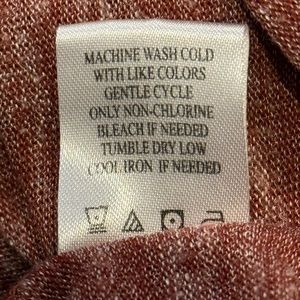 MACHINE WASH COLD
WITH LIKE COLORS
GENTLE CYCLE
ONLY NON-CHLORINE
BLEACH IF NEEDED
TUMBLE DRY LOW
COOL IRON IF NEEDED